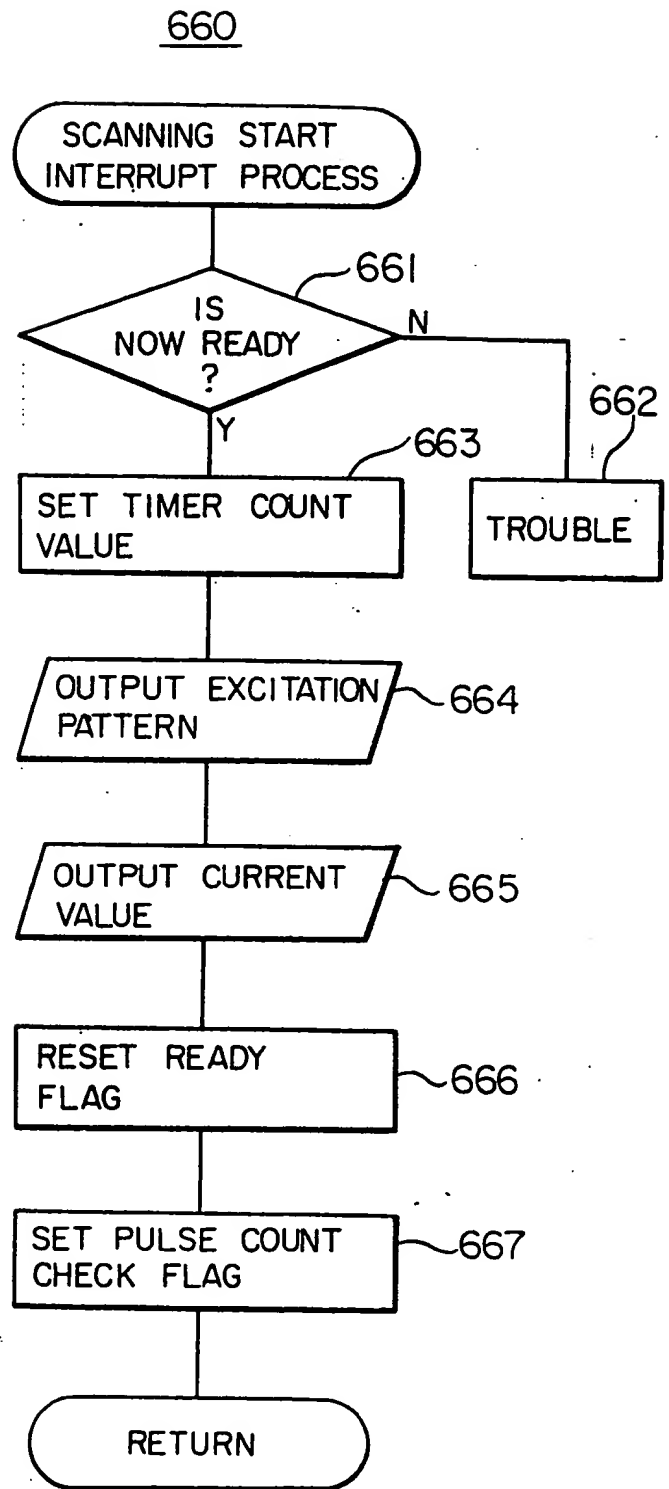 660
SCANNING START
INTERRUPT PROCESS
661
IS
NOW READY
?
N
Y
662
TROUBLE
663
SET TIMER COUNT
VALUE
OUTPUT EXCITATION
PATTERN
664
OUTPUT CURRENT
VALUE
665
RESET READY
FLAG
666
SET PULSE COUNT
CHECK FLAG
667
RETURN